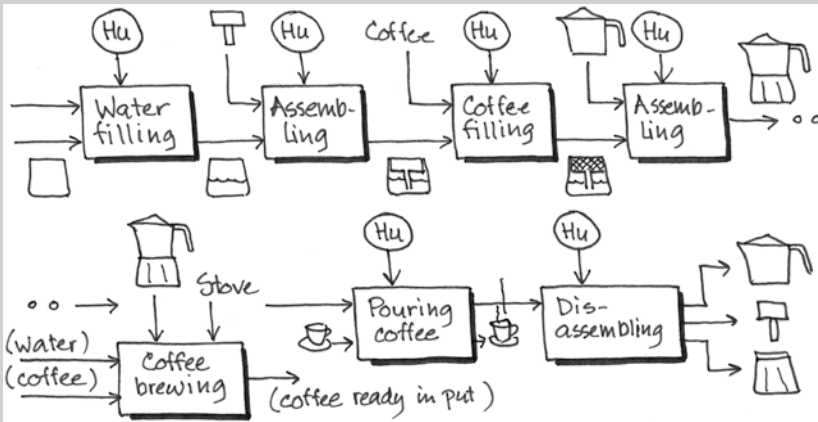 Hu
Hu
Coffee
Hu
Hu
Water
filling
Assemb-
ling
Coffee
filling
Assemb-
ling
Hu
Hu
Stove
(water)
(coffee)
Coffee
brewing
Pouring
coffee
Dis-
assembling
(coffee ready in put)